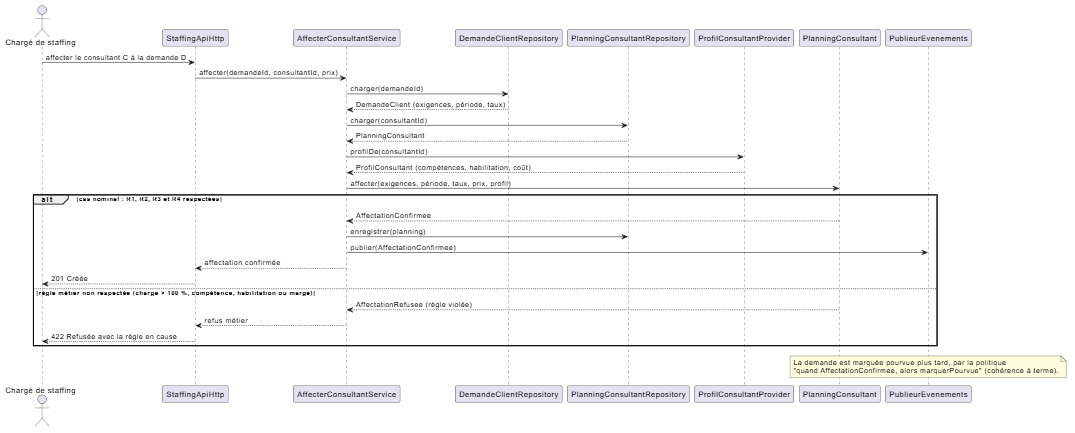 Chargé de staffing
StaffingApiHttp
AffecterConsultantService
DemandeClientRepository
PlanningConsultantRepository
ProfilConsultantProvider
PlanningConsultant
PublieurEvenements
affecter le consultant C à la demande D
affecter(demandeId, consultantId, prix)
charger(demandeId)
DemandeClient (exigences, période, taux)
charger(consultantId)
PlanningConsultant
profilDe(consultantId)
ProfilConsultant (compétences, habilitation, coût)
affecter(exigences, période, taux, prix, profil)
alt
[cas nominal : R1, R2, R3 et R4 respectées]
AffectationConfirmee
enregistrer(planning)
publier(AffectationConfirmee)
affectation confirmée
201 Créée
[règle métier non respectée (charge > 100 %, compétence, habilitation ou marge)]
AffectationRefusee (règle violée)
refus métier
422 Refusée avec la règle en cause
La demande est marquée pourvue plus tard, par la politique
"quand AffectationConfirmee, alors marquerPourvue" (cohérence à terme).
Chargé de staffing
StaffingApiHttp
AffecterConsultantService
DemandeClientRepository
PlanningConsultantRepository
ProfilConsultantProvider
PlanningConsultant
PublieurEvenements